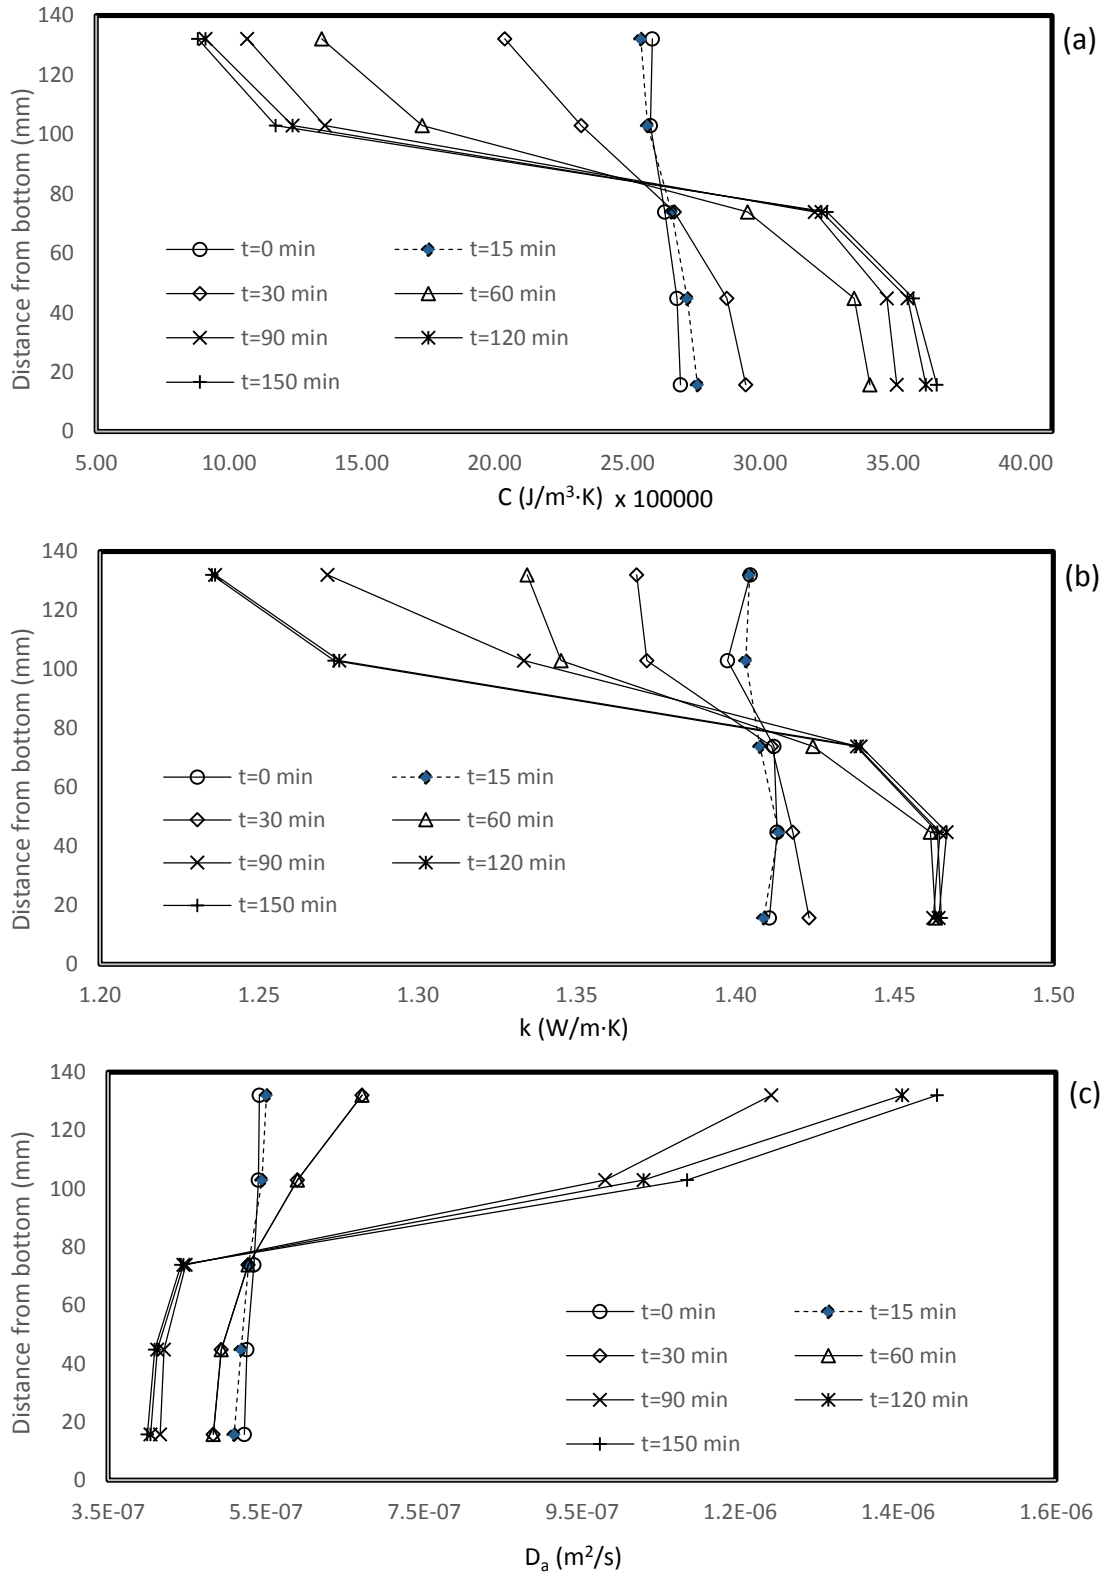 (a)
140
120
100
80
60
40
20
0
Distance from bottom (mm)
t=0 min t=15 min
t=30 min t=60 min
t=90 min t=120 min
t=150 min
5.00 10.00 15.00 20.00 25.00 30.00 35.00 40.00
C (J/m³·K) x 100000
(b)
140
120
100
80
60
40
20
0
Distance from bottom (mm)
t=0 min t=15 min
t=30 min t=60 min
t=90 min t=120 min
t=150 min
1.20 1.25 1.30 1.35 1.40 1.45 1.50
k (W/m·K)
(c)
140
120
100
80
60
40
20
0
Distance from bottom (mm)
t=0 min t=15 min
t=30 min t=60 min
t=90 min t=120 min
t=150 min
3.5E-07 5.5E-07 7.5E-07 9.5E-07 1.2E-06 1.4E-06 1.6E-06
Dₐ (m²/s)